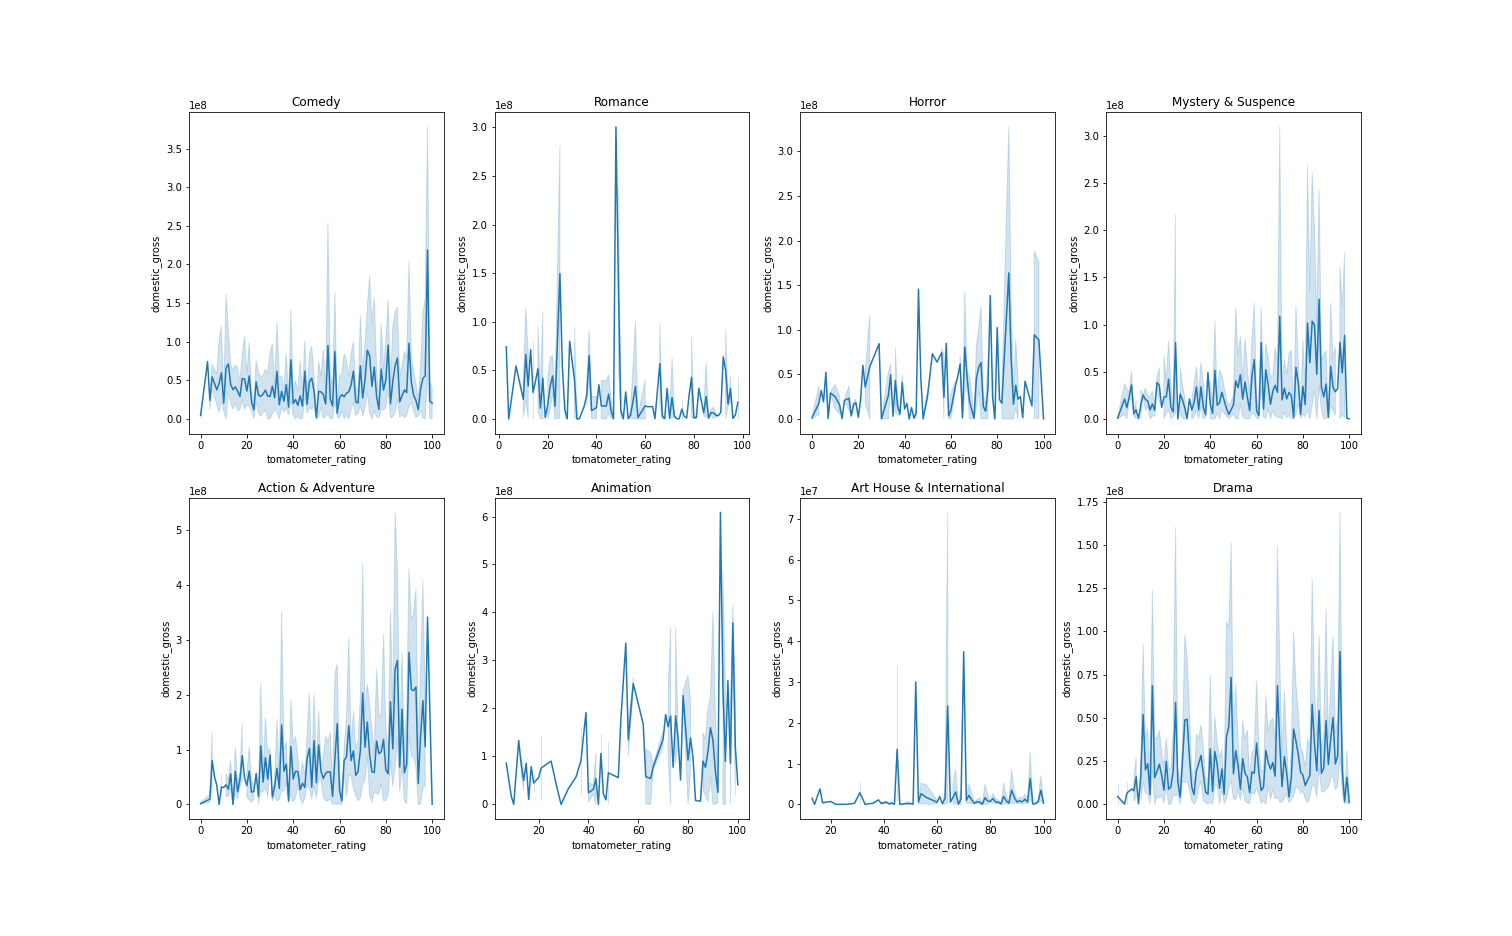 Comedy
1e8
domestic_gross
3.5
3.0
2.5
2.0
1.5
1.0
0.5
0.0
0 20 40 60 80 100
tomatometer_rating
Romance
1e8
domestic_gross
3.0
2.5
2.0
1.5
1.0
0.5
0.0
0 20 40 60 80 100
tomatometer_rating
Horror
1e8
domestic_gross
3.0
2.5
2.0
1.5
1.0
0.5
0.0
0 20 40 60 80 100
tomatometer_rating
Mystery & Suspence
1e8
domestic_gross
3.0
2.5
2.0
1.5
1.0
0.5
0.0
0 20 40 60 80 100
tomatometer_rating
Action & Adventure
1e8
domestic_gross
5
4
3
2
1
0
0 20 40 60 80 100
tomatometer_rating
Animation
1e8
domestic_gross
6
5
4
3
2
1
0
20 40 60 80 100
tomatometer_rating
Art House & International
1e7
domestic_gross
7
6
5
4
3
2
1
0
20 40 60 80 100
tomatometer_rating
Drama
1e8
domestic_gross
1.75
1.50
1.25
1.00
0.75
0.50
0.25
0.00
0 20 40 60 80 100
tomatometer_rating